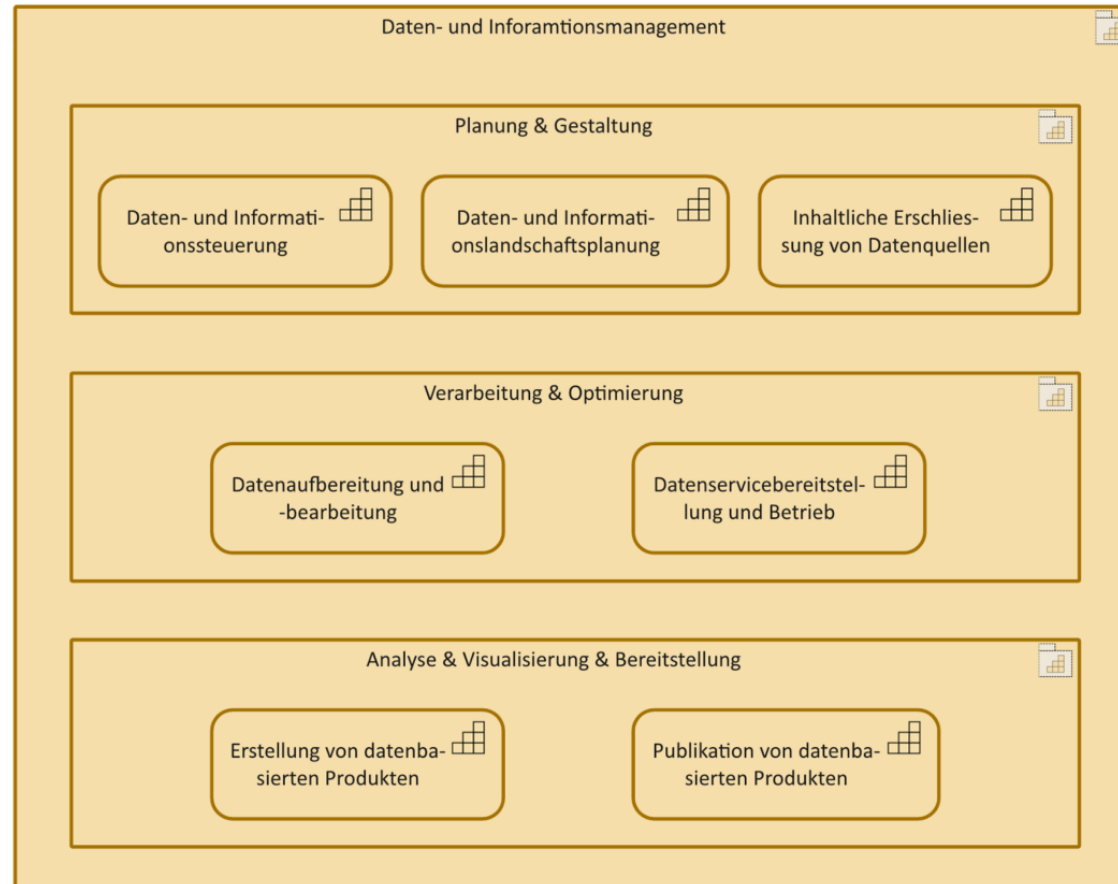 Daten- und Inforamtionsmanagement
Planung & Gestaltung
Daten- und Informati-
onssteuerung
Daten- und Informati-
onslandschaftsplanung
Inhaltliche Erschlies-
sung von Datenquellen
Verarbeitung & Optimierung
Datenaufbereitung und
-bearbeitung
Datenservicebereitstel-
lung und Betrieb
Analyse & Visualisierung & Bereitstellung
Erstellung von datenba-
sierten Produkten
Publikation von datenba-
sierten Produkten